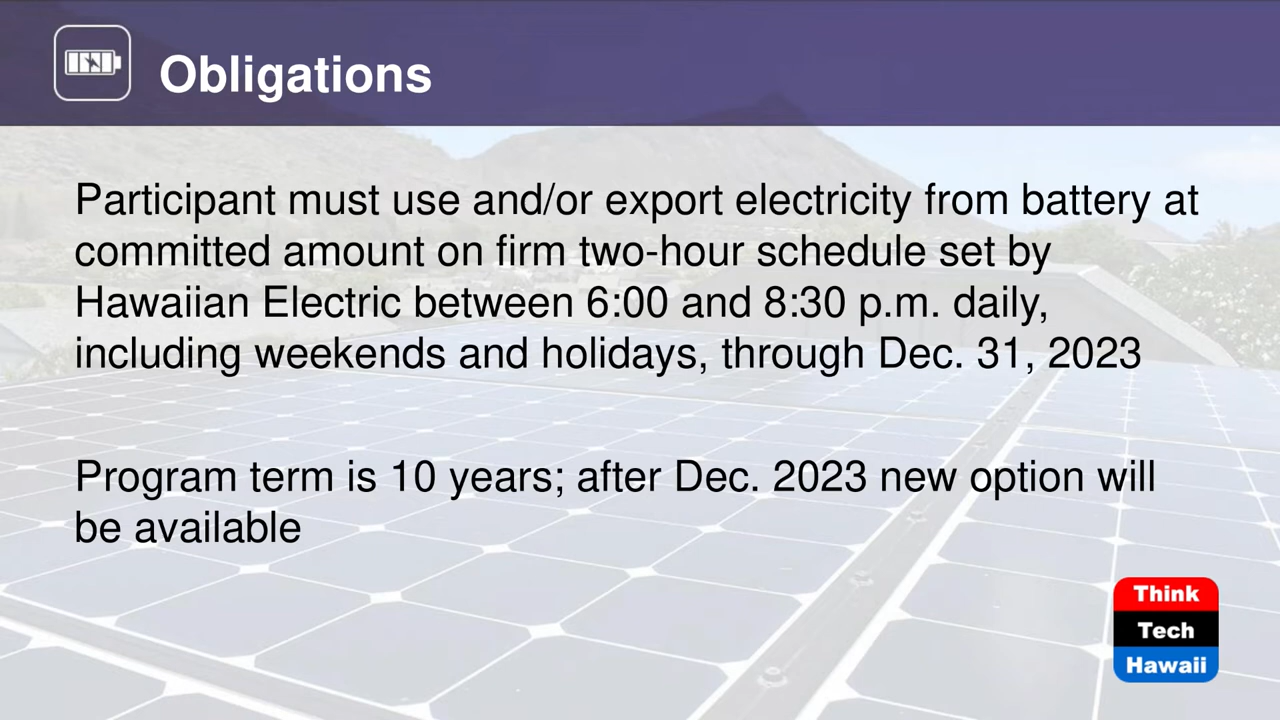 Obligations
Participant must use and/or export electricity from battery at
committed amount on firm two-hour schedule set by
Hawaiian Electric between 6:00 and 8:30 p.m. daily,
including weekends and holidays, through Dec. 31, 2023
Program term is 10 years; after Dec. 2023 new option will
be available
Think
Tech
Hawaii